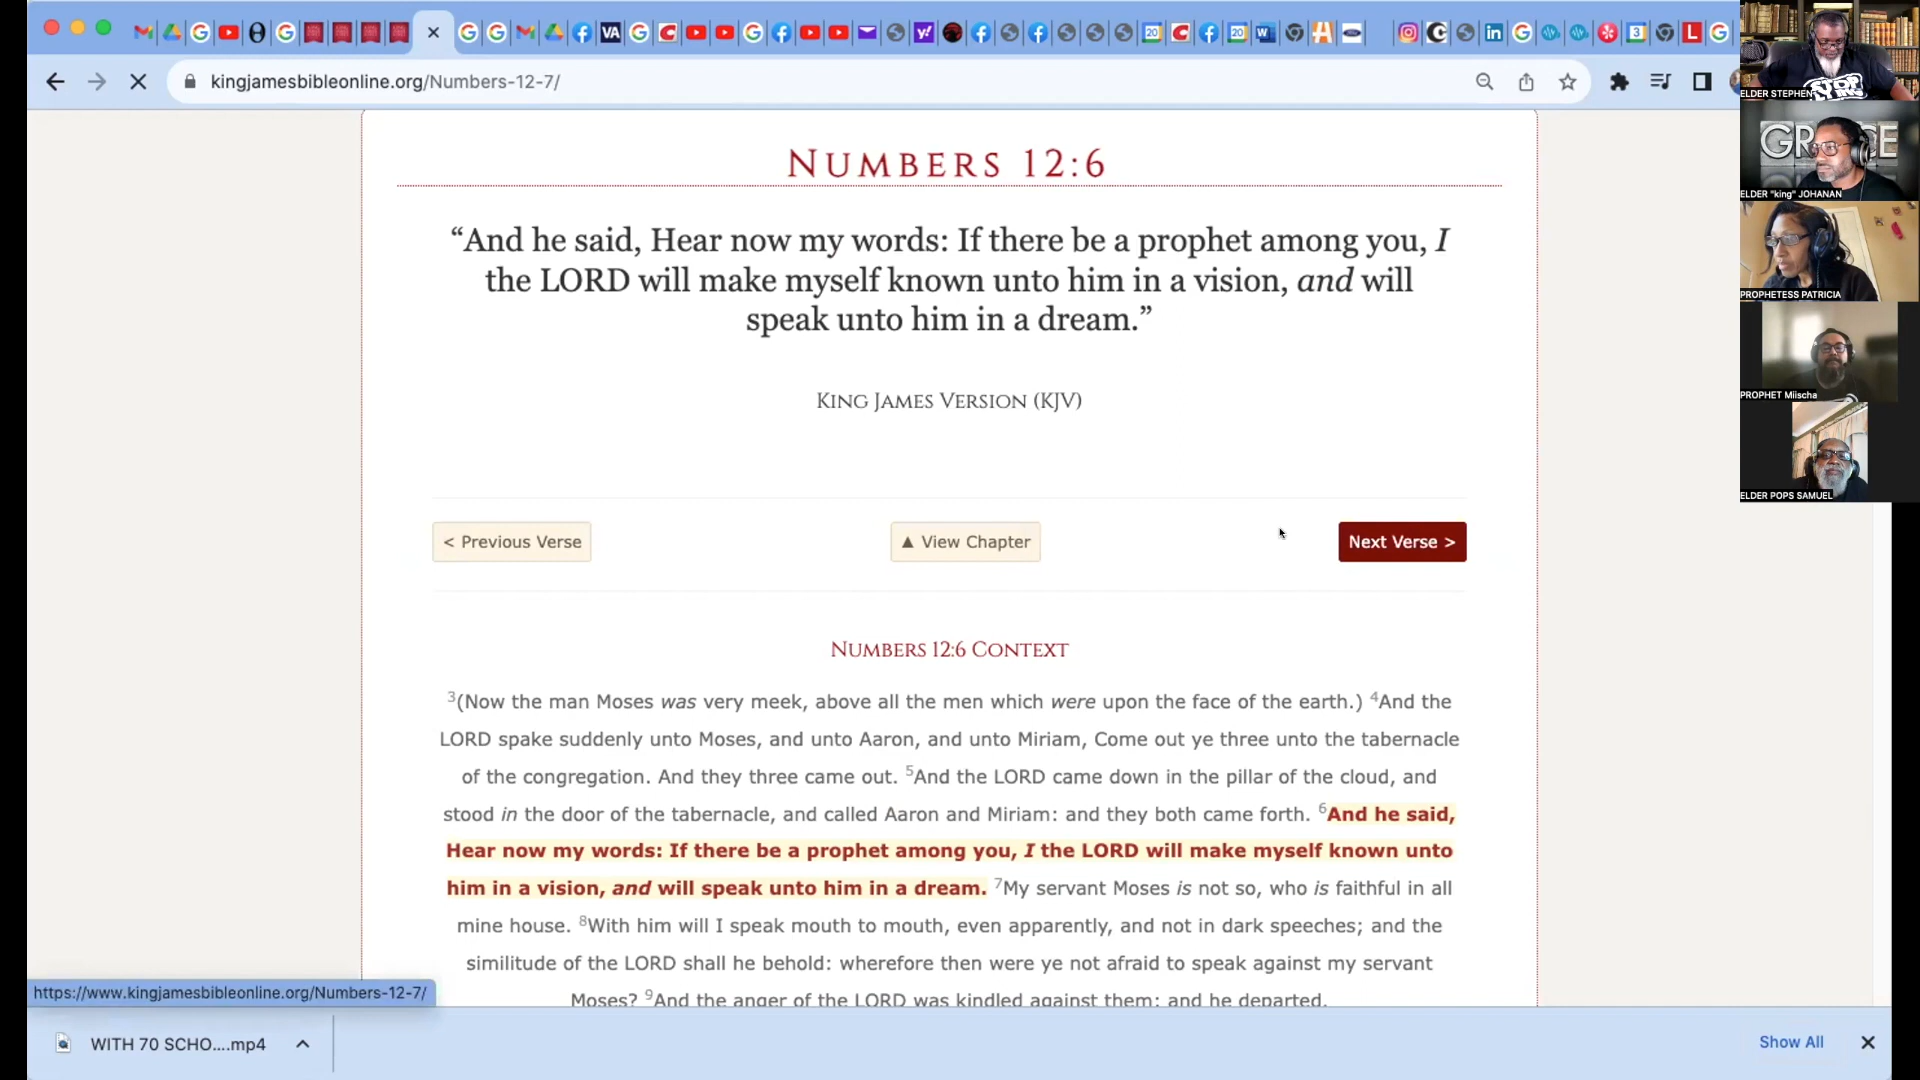 kingjamesbibleonline.org/Numbers-12-7/
NUMBERS 12:6
“And he said, Hear now my words: If there be a prophet among you, I
the LORD will make myself known unto him in a vision, and will
speak unto him in a dream.”
KING JAMES VERSION (KJV)
< Previous Verse
▲ View Chapter
Next Verse >
NUMBERS 12:6 CONTEXT
3(Now the man Moses was very meek, above all the men which were upon the face of the earth.) 4And the
LORD spake suddenly unto Moses, and unto Aaron, and unto Miriam, Come out ye three unto the tabernacle
of the congregation. And they three came out. 5And the LORD came down in the pillar of the cloud, and
stood in the door of the tabernacle, and called Aaron and Miriam: and they both came forth. 6And he said,
Hear now my words: If there be a prophet among you, I the LORD will make myself known unto
him in a vision, and will speak unto him in a dream. 7My servant Moses is not so, who is faithful in all
mine house. 8With him will I speak mouth to mouth, even apparently, and not in dark speeches; and the
similitude of the LORD shall he behold: wherefore then were ye not afraid to speak against my servant
Moses? 9And the anger of the LORD was kindled against them; and he departed.
https://www.kingjamesbibleonline.org/Numbers-12-7/
WITH 70 SCHO....mp4
Show All
STOP
ELDER STEPHEN
GR CE
ELDER "king" JOHANAN
PROPHETESS PATRICIA
PROPHET Miischa
ELDER POPS SAMUEL